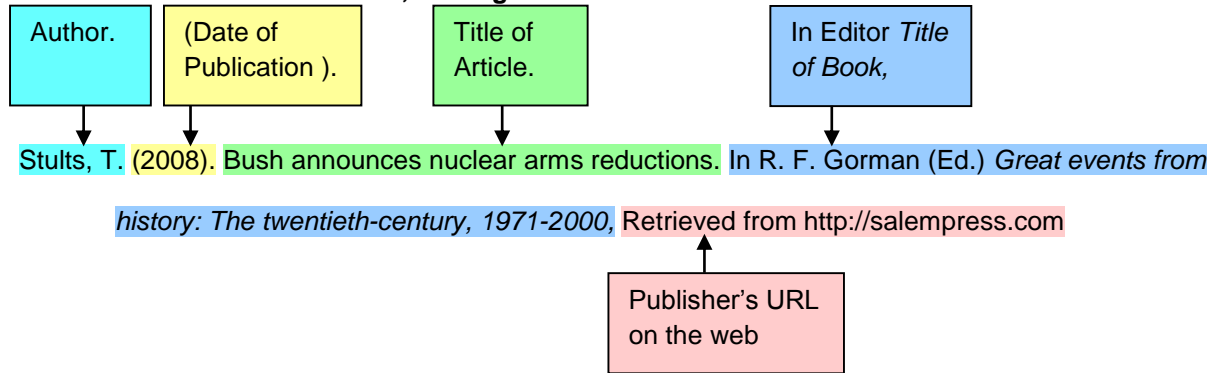 Author.
(Date of
Publication ).
Title of
Article.
In Editor Title
of Book,
Stults, T. (2008). Bush announces nuclear arms reductions. In R. F. Gorman (Ed.) Great events from
history: The twentieth-century, 1971-2000, Retrieved from http://salempress.com
Publisher’s URL
on the web